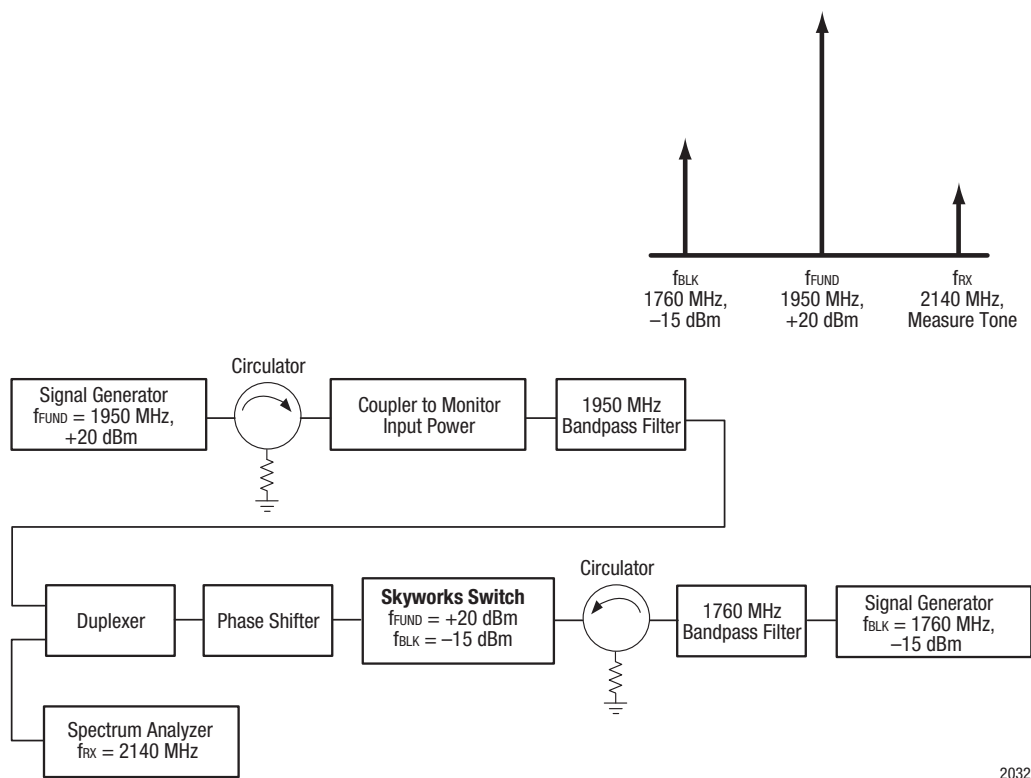 fBLK
1760 MHz,
–15 dBm
fFUND
1950 MHz,
+20 dBm
fRX
2140 MHz,
Measure Tone
Signal Generator
fFUND = 1950 MHz,
+20 dBm
Circulator
Coupler to Monitor
Input Power
1950 MHz
Bandpass Filter
Duplexer
Phase Shifter
Skyworks Switch
fFUND = +20 dBm
fBLK = –15 dBm
Circulator
1760 MHz
Bandpass Filter
Signal Generator
fBLK = 1760 MHz,
–15 dBm
Spectrum Analyzer
fRX = 2140 MHz
2032